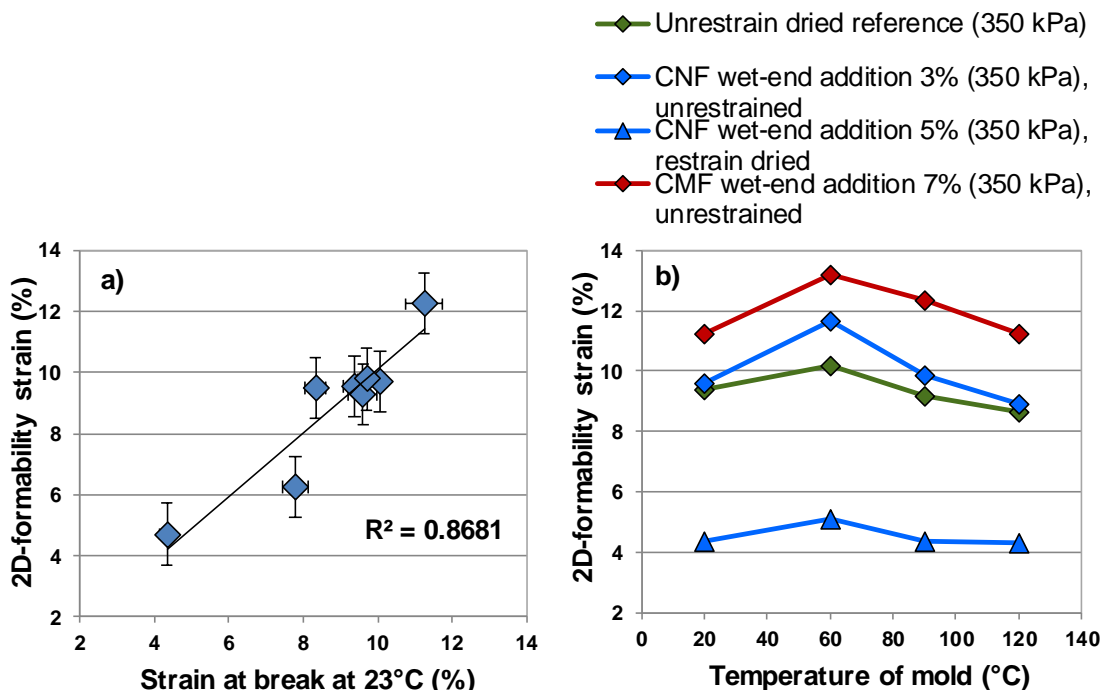 Unrestrain dried reference (350 kPa)
CNF wet-end addition 3% (350 kPa),
unrestrained
CNF wet-end addition 5% (350 kPa),
restrain dried
CMF wet-end addition 7% (350 kPa),
unrestrained
a)
2D-formability strain (%)
14
12
10
8
6
4
2
R² = 0.8681
2 4 6 8 10 12 14
Strain at break at 23°C (%)
b)
2D-formability strain (%)
14
12
10
8
6
4
2
0 20 40 60 80 100 120 140
Temperature of mold (°C)